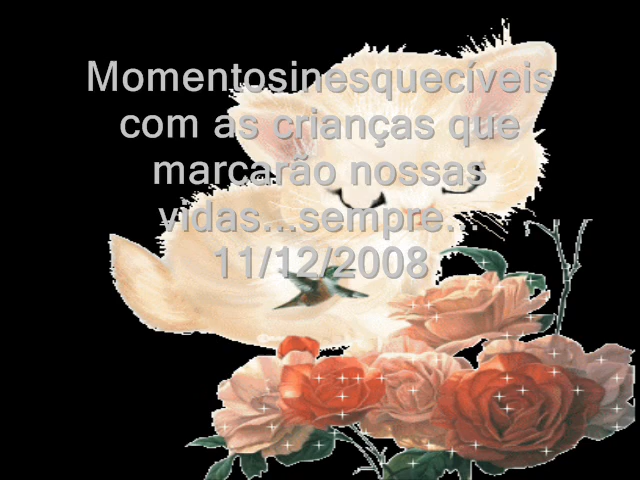 Momentosinesquecíveis
com as crianças que
marcarão nossas
vidas...sempre.
11/12/2008